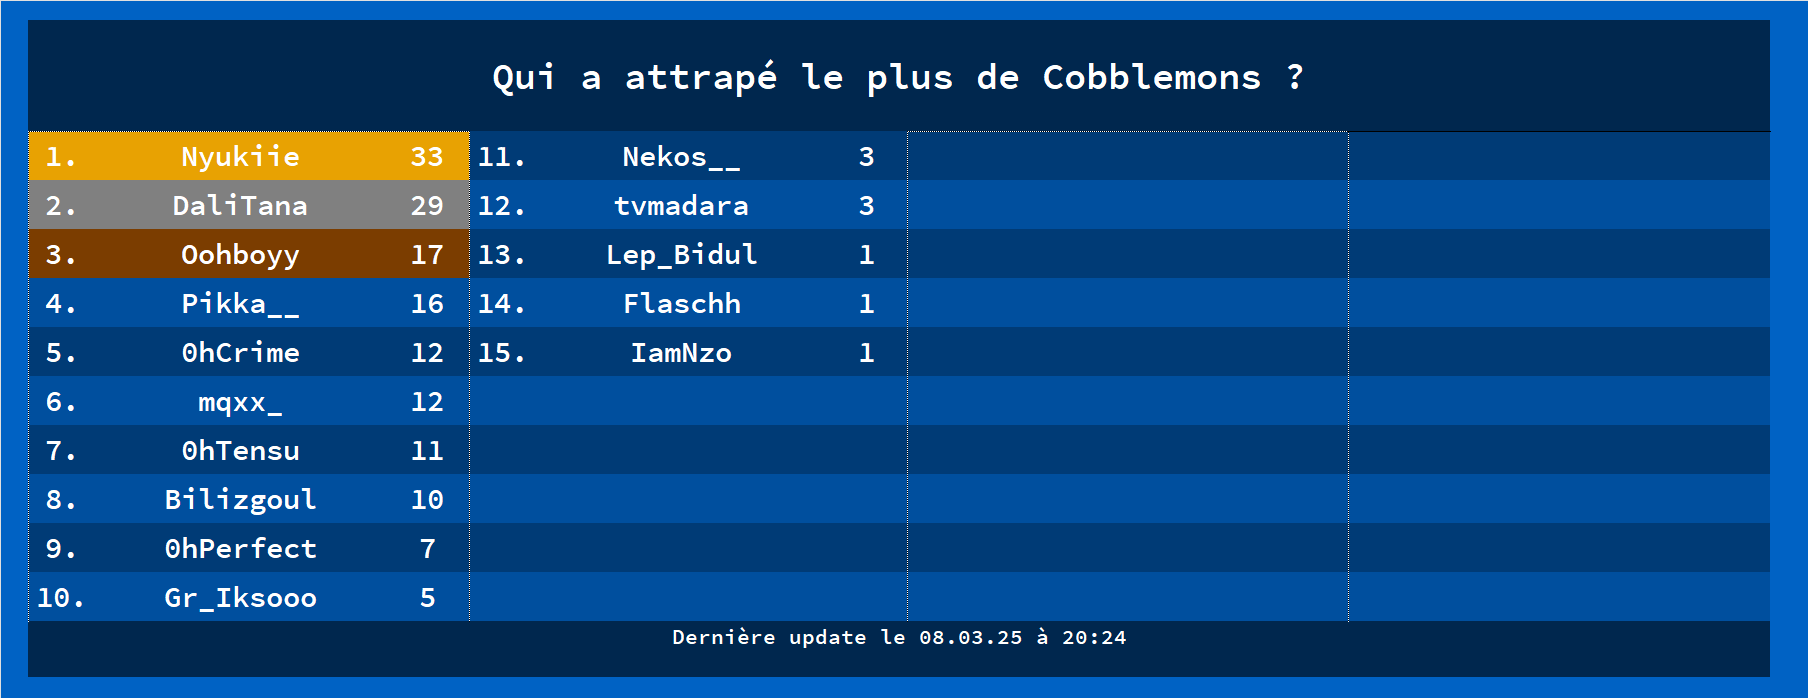 Qui a attrapé le plus de Cobblemons ?
1. Nyukiie 33
2. DaliTana 29
3. Oohboyy 17
4. Pikka__ 16
5. 0hCrime 12
6. mqxx_ 12
7. 0hTensu 11
8. Bilizgoul 10
9. 0hPerfect 7
10. Gr_Iksooo 5
11. Nekos__ 3
12. tvmadara 3
13. Lep_Bidul 1
14. Flaschh 1
15. IamNzo 1
Dernière update le 08.03.25 à 20:24